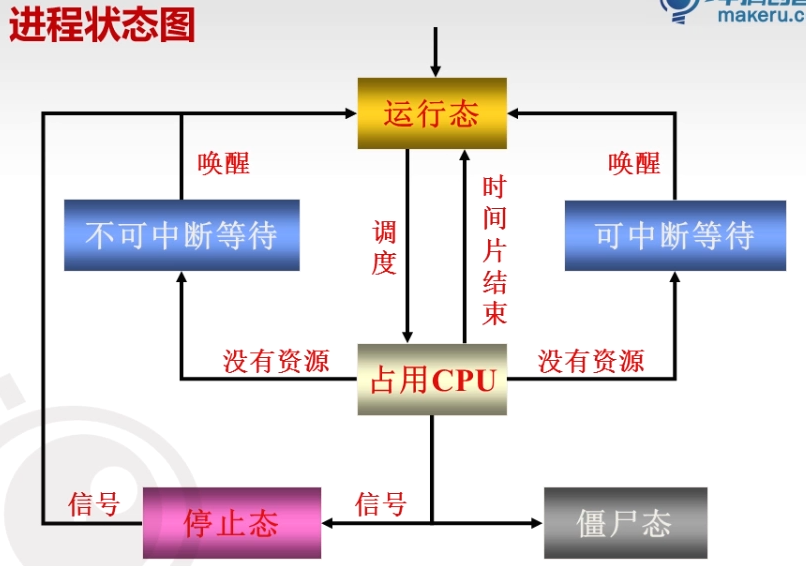 进程状态图
makeru.c
运行态
唤醒
唤醒
不可中断等待
调度
时间片结束
可中断等待
没有资源
占用CPU
没有资源
信号
停止态
信号
僵尸态